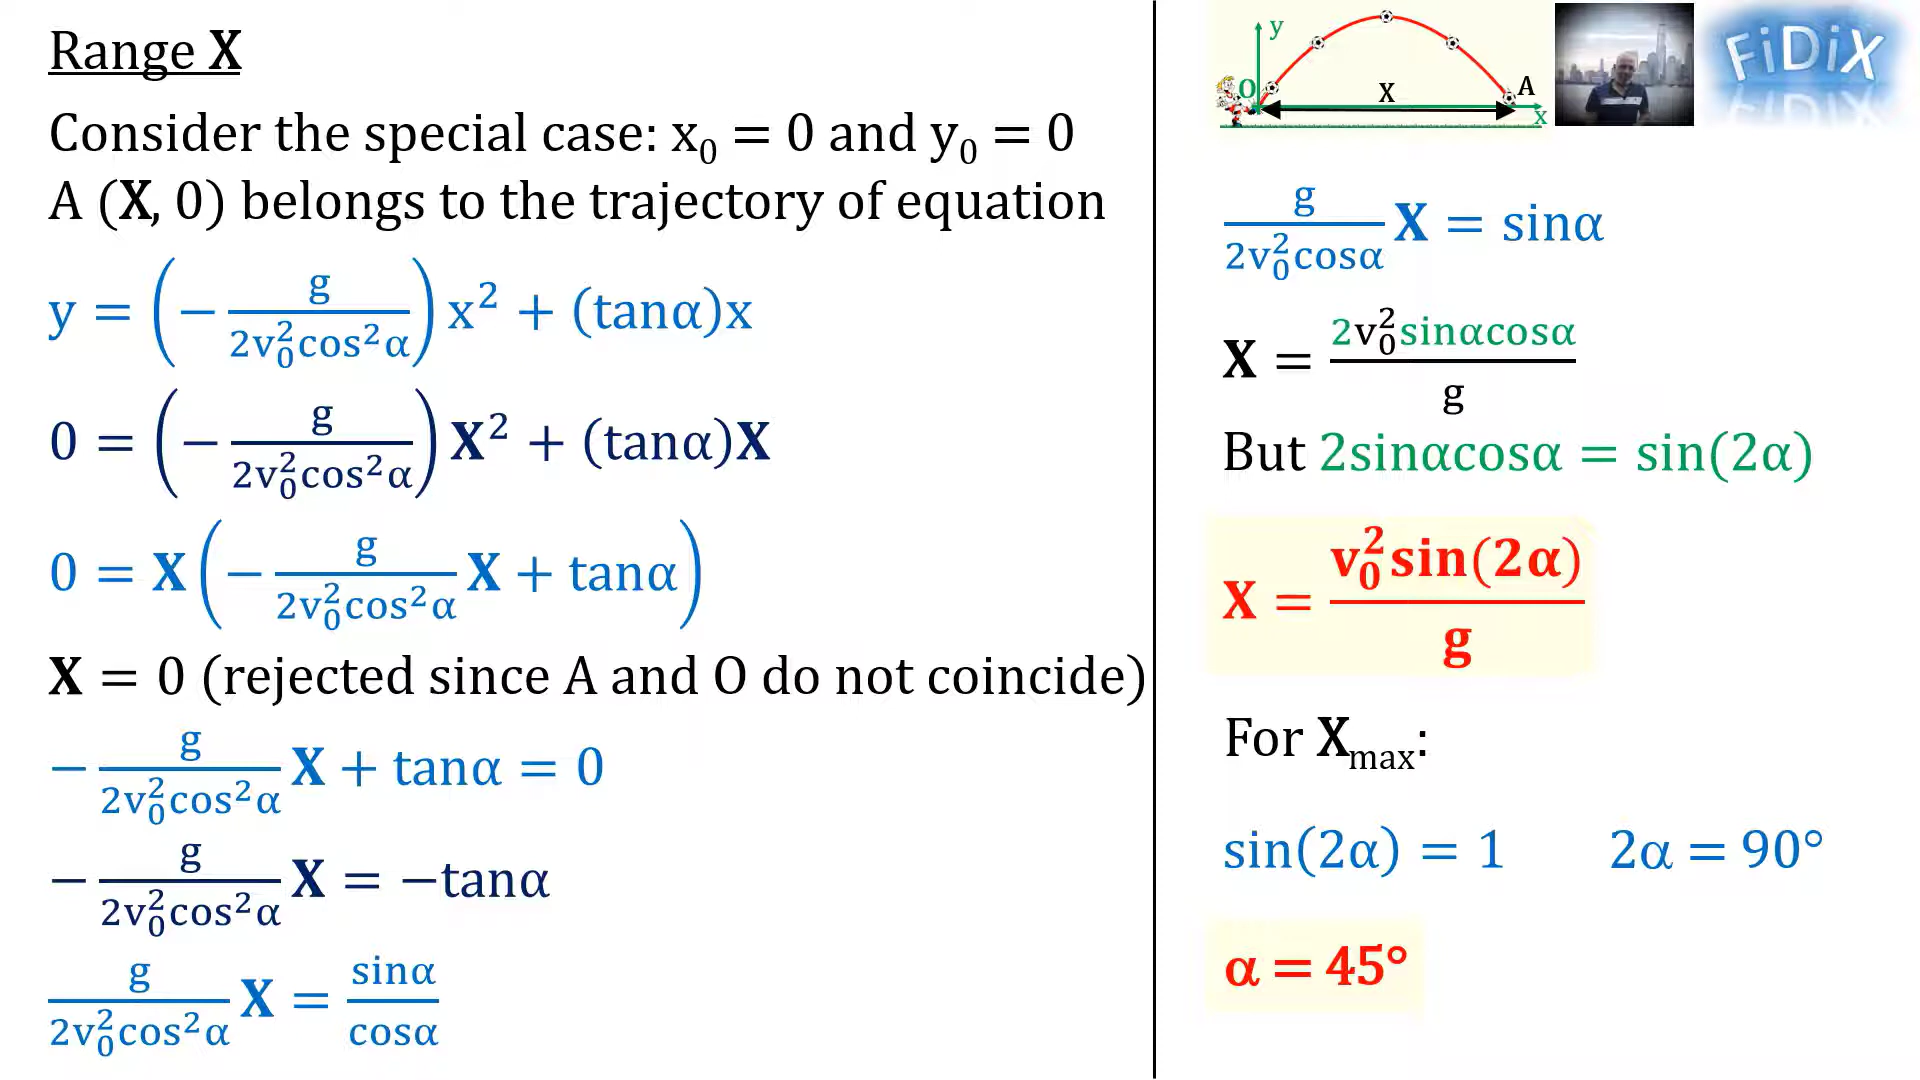 Range X
Consider the special case: x₀ = 0 and y₀ = 0
A (X, 0) belongs to the trajectory of equation
y = (− g / 2v₀²cos²α) x² + (tanα)x
0 = (− g / 2v₀²cos²α) X² + (tanα)X
0 = X (− g / 2v₀²cos²α X + tanα)
X = 0 (rejected since A and O do not coincide)
− g / 2v₀²cos²α X + tanα = 0
− g / 2v₀²cos²α X = −tanα
g / 2v₀²cos²α X = sinα / cosα
y
O
X
A
x
FiDiX
g / 2v₀²cosα X = sinα
X = 2v₀²sinαcosα / g
But 2sinαcosα = sin(2α)
X = v₀²sin(2α) / g
For Xmax:
sin(2α) = 1 2α = 90°
α = 45°